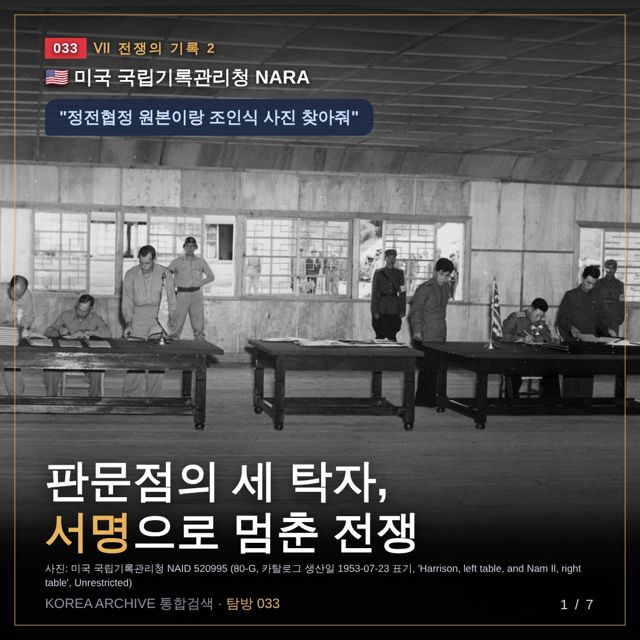 033 Ⅶ 전쟁의 기록 2
🇺🇸 미국 국립기록관리청 NARA
"정전협정 원본이랑 조인식 사진 찾아줘"
판문점의 세 탁자,
서명으로 멈춘 전쟁
사진: 미국 국립기록관리청 NAID 520995 (80-G, 카탈로그 생산일 1953-07-23 표기, 'Harrison, left table, and Nam Il, right
table', Unrestricted)
KOREA ARCHIVE 통합검색 · 탐방 033
1 / 7